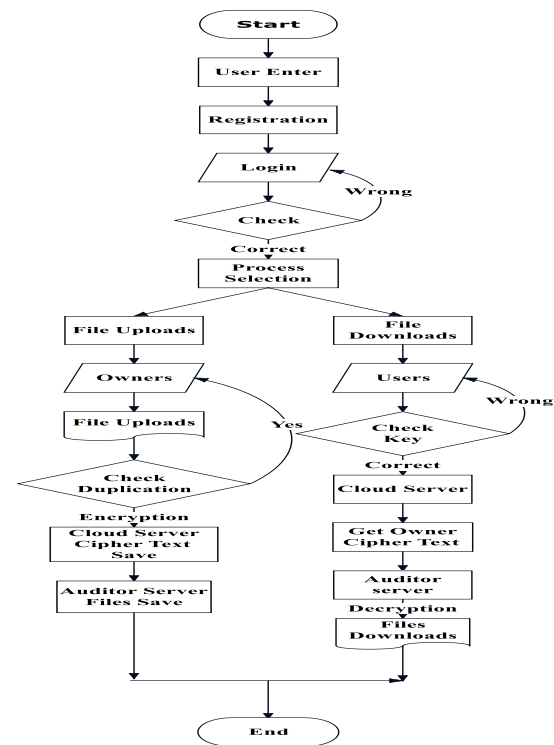 Start
User Enter
Registration
Login
Wrong
Check
Correct
Process
Selection
File Uploads
Owners
File Uploads
Yes
Check
Duplication
Encryption
Cloud Server
Cipher Text
Save
Auditor Server
Files Save
File
Downloads
Users
Wrong
Check
Key
Correct
Cloud Server
Get Owner
Cipher Text
Auditor
server
Decryption
Files
Downloads
End